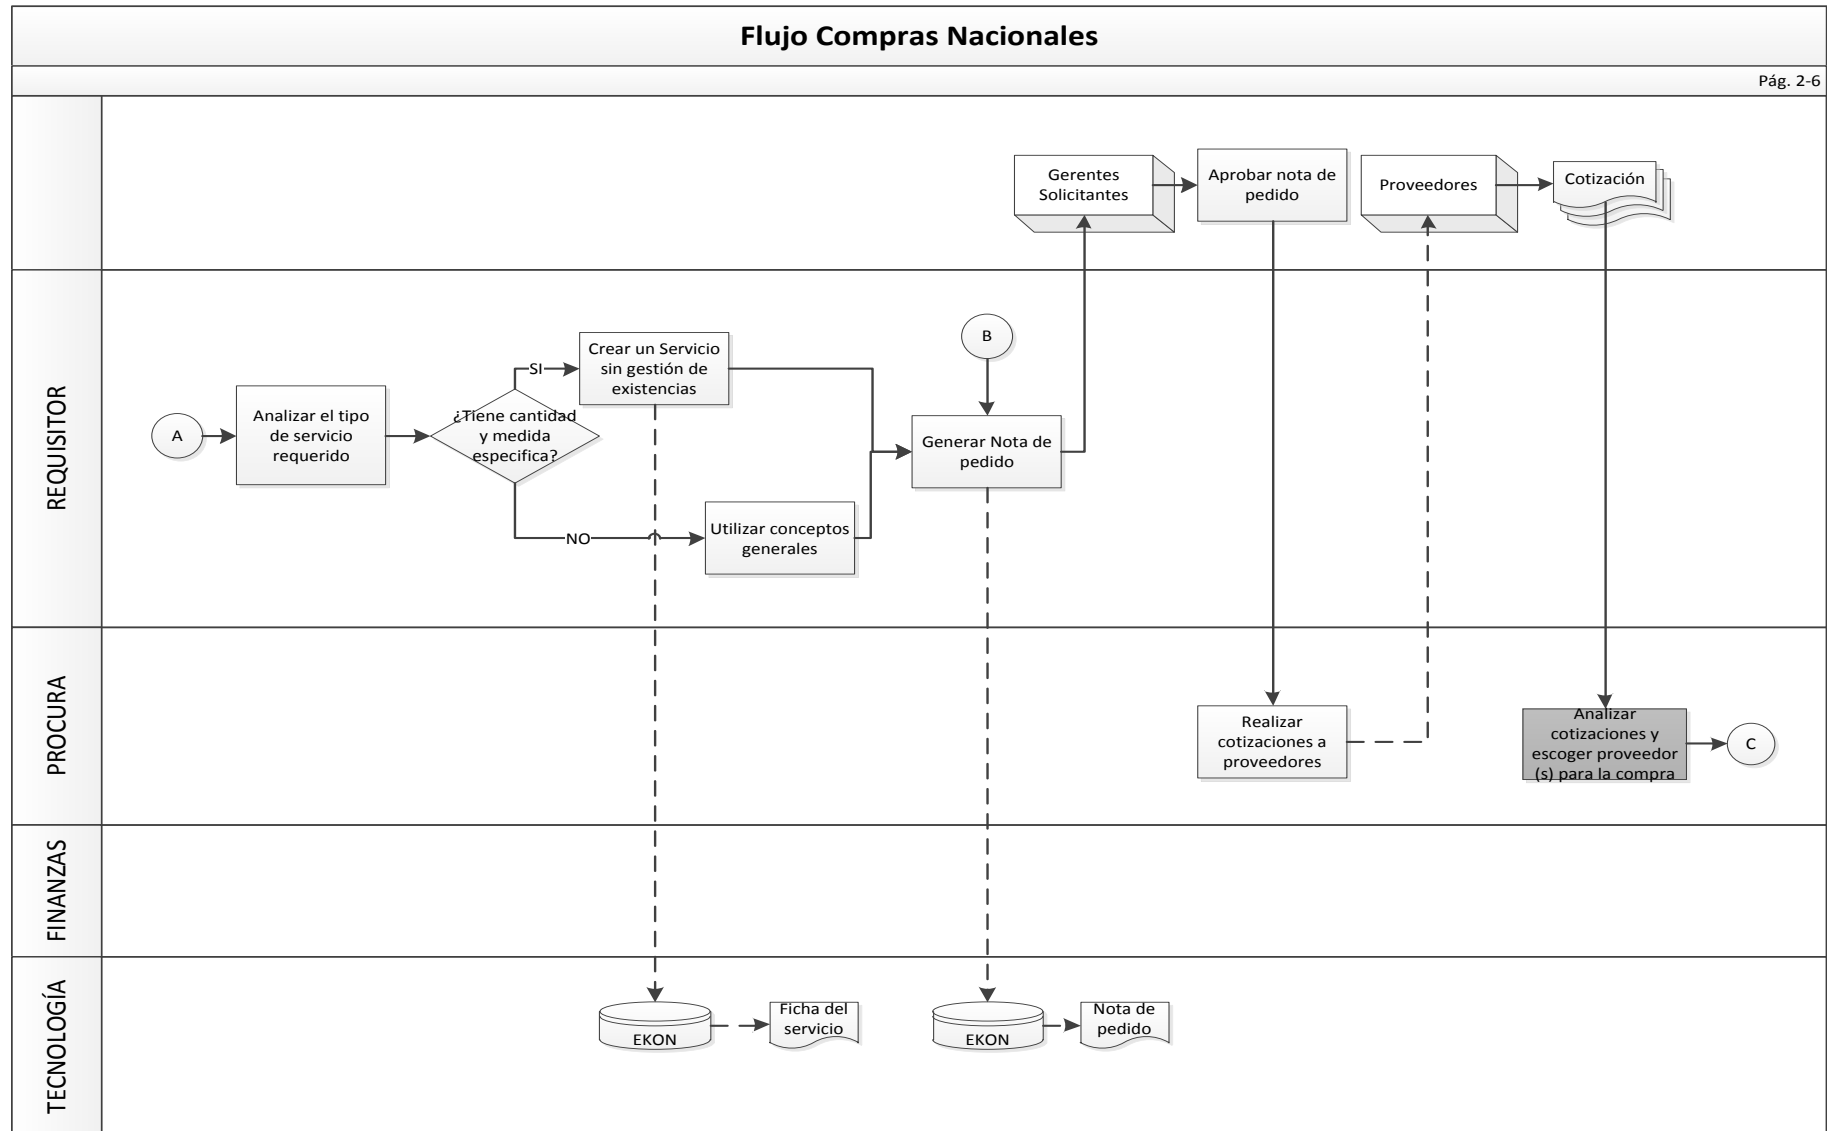 Flujo Compras Nacionales
Pág. 2-6
Gerentes
Solicitantes
Aprobar nota de
pedido
Proveedores
Cotización
REQUISITOR
A
Analizar el tipo
de servicio
requerido
¿Tiene cantidad
y medida
especifica?
SI
Crear un Servicio
sin gestión de
existencias
NO
Utilizar conceptos
generales
B
Generar Nota de
pedido
PROCURA
Realizar
cotizaciones a
proveedores
Analizar
cotizaciones y
escoger proveedor
(s) para la compra
C
FINANZAS
TECNOLOGÍA
EKON
Ficha del
servicio
EKON
Nota de
pedido